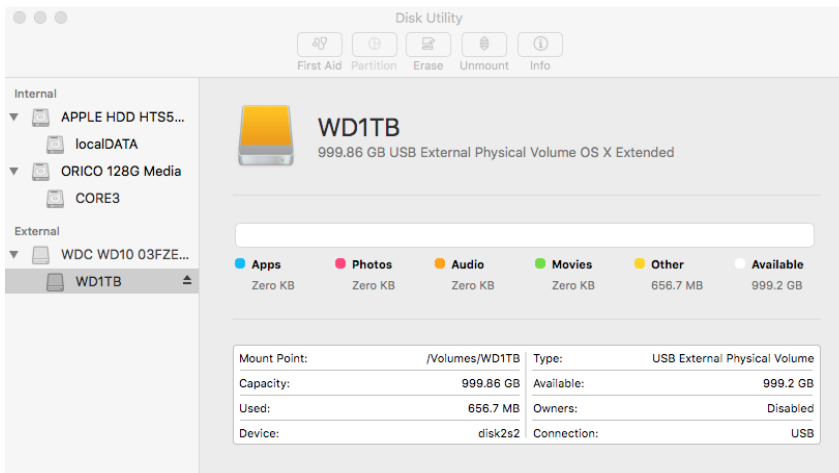 Disk Utility
First Aid Partition Erase Unmount Info
Internal
APPLE HDD HTS5...
localDATA
ORICO 128G Media
CORE3
External
WDC WD10 03FZE...
WD1TB
WD1TB
999.86 GB USB External Physical Volume OS X Extended
Apps Photos Audio Movies Other Available
Zero KB Zero KB Zero KB Zero KB 656.7 MB 999.2 GB
Mount Point: /Volumes/WD1TB Type: USB External Physical Volume
Capacity: 999.86 GB Available: 999.2 GB
Used: 656.7 MB Owners: Disabled
Device: disk2s2 Connection: USB